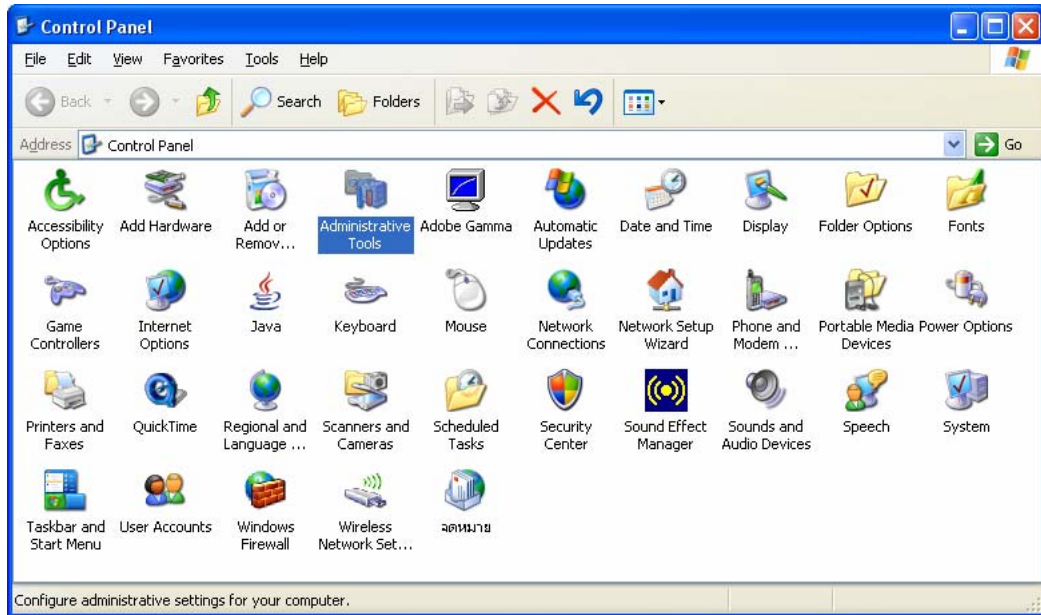 Control Panel
File Edit View Favorites Tools Help
Back Search Folders
Address Control Panel Go
Accessibility Options
Add Hardware
Add or Remov...
Administrative Tools
Adobe Gamma
Automatic Updates
Date and Time
Display
Folder Options
Fonts
Game Controllers
Internet Options
Java
Keyboard
Mouse
Network Connections
Network Setup Wizard
Phone and Modem ...
Portable Media Devices
Power Options
Printers and Faxes
QuickTime
Regional and Language ...
Scanners and Cameras
Scheduled Tasks
Security Center
Sound Effect Manager
Sounds and Audio Devices
Speech
System
Taskbar and Start Menu
User Accounts
Windows Firewall
Wireless Network Set...
จดหมาย
Configure administrative settings for your computer.